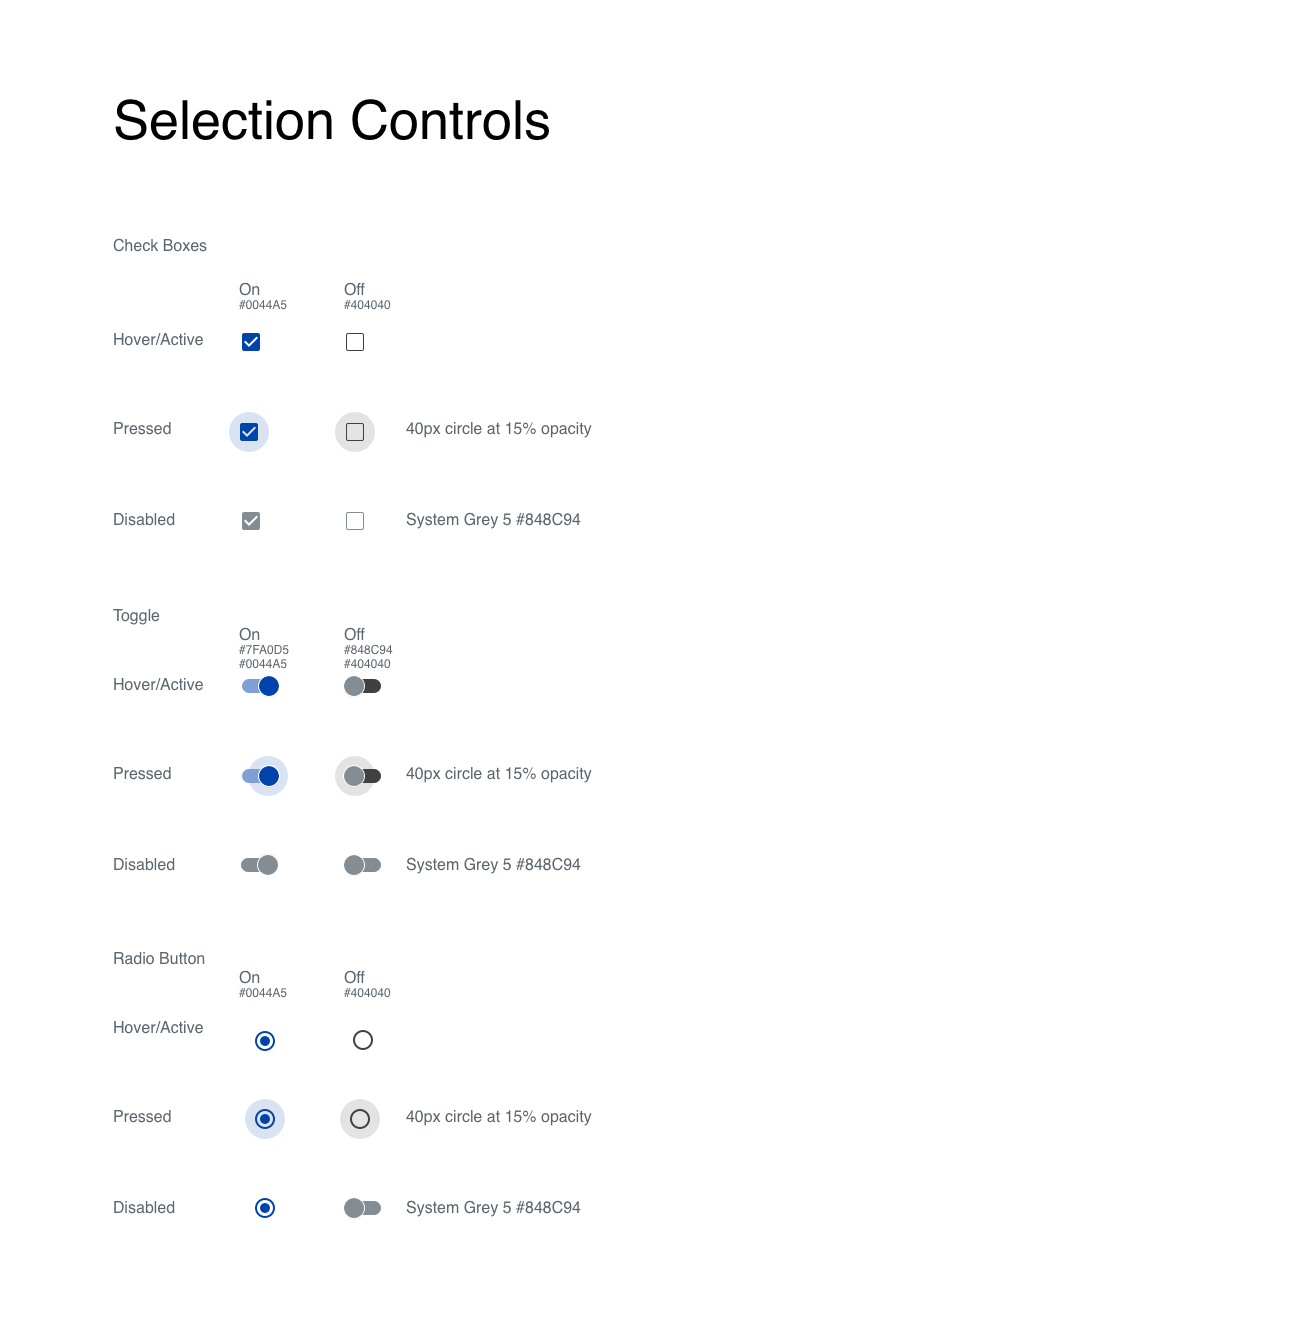 Selection Controls
Check Boxes
On
#0044A5
Off
#404040
Hover/Active
Pressed
40px circle at 15% opacity
Disabled
System Grey 5 #848C94
Toggle
On
#7FA0D5
#0044A5
Off
#848C94
#404040
Hover/Active
Pressed
40px circle at 15% opacity
Disabled
System Grey 5 #848C94
Radio Button
On
#0044A5
Off
#404040
Hover/Active
Pressed
40px circle at 15% opacity
Disabled
System Grey 5 #848C94